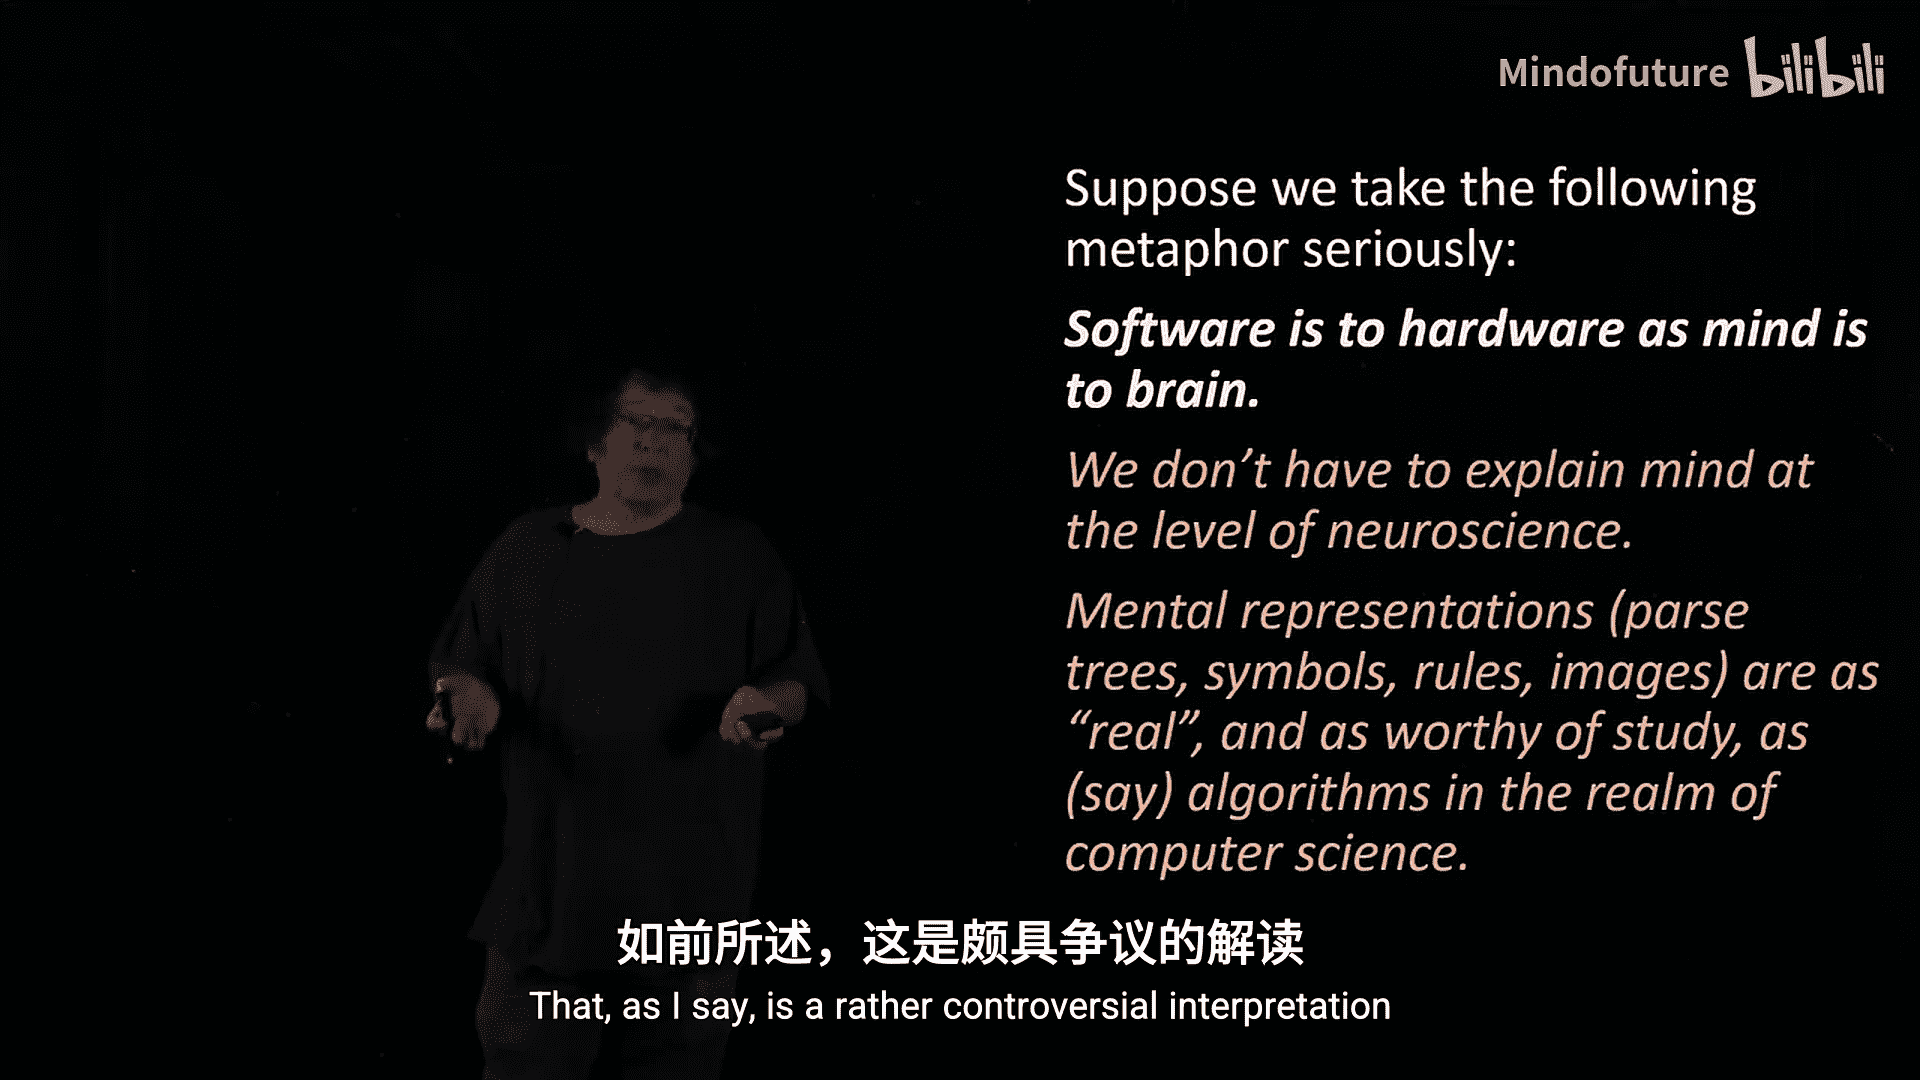 Mindofuture bilibili
Suppose we take the following
metaphor seriously:
Software is to hardware as mind is
to brain.
We don’t have to explain mind at
the level of neuroscience.
Mental representations (parse
trees, symbols, rules, images) are as
“real”, and as worthy of study, as
(say) algorithms in the realm of
computer science.
如前所述，这是颇具争议的解读
That, as I say, is a rather controversial interpretation